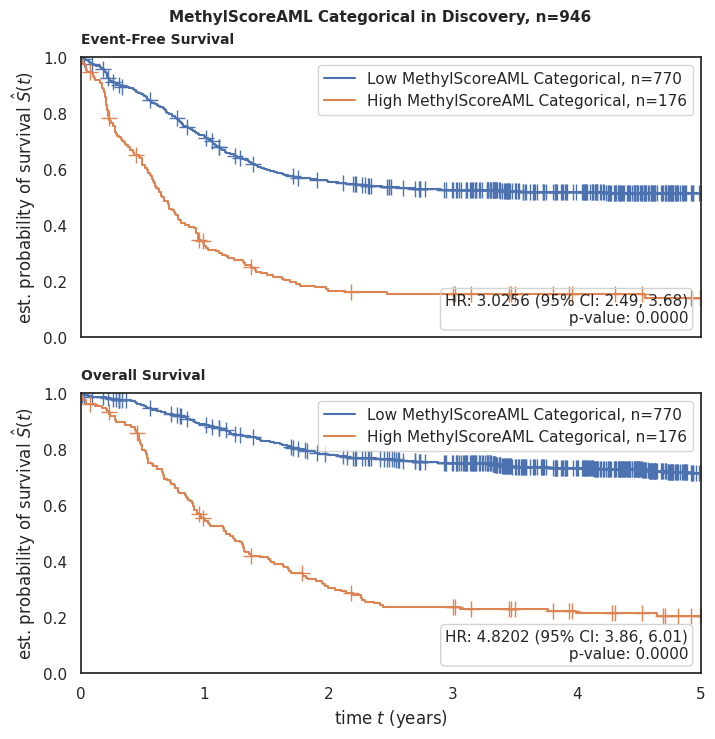 MethylScoreAML Categorical in Discovery, n=946
Event-Free Survival
est. probability of survival Ŝ(t)
1.0
0.8
0.6
0.4
0.2
0.0
Low MethylScoreAML Categorical, n=770
High MethylScoreAML Categorical, n=176
HR: 3.0256 (95% CI: 2.49, 3.68)
p-value: 0.0000
Overall Survival
est. probability of survival Ŝ(t)
1.0
0.8
0.6
0.4
0.2
0.0
Low MethylScoreAML Categorical, n=770
High MethylScoreAML Categorical, n=176
HR: 4.8202 (95% CI: 3.86, 6.01)
p-value: 0.0000
0 1 2 3 4 5
time t (years)